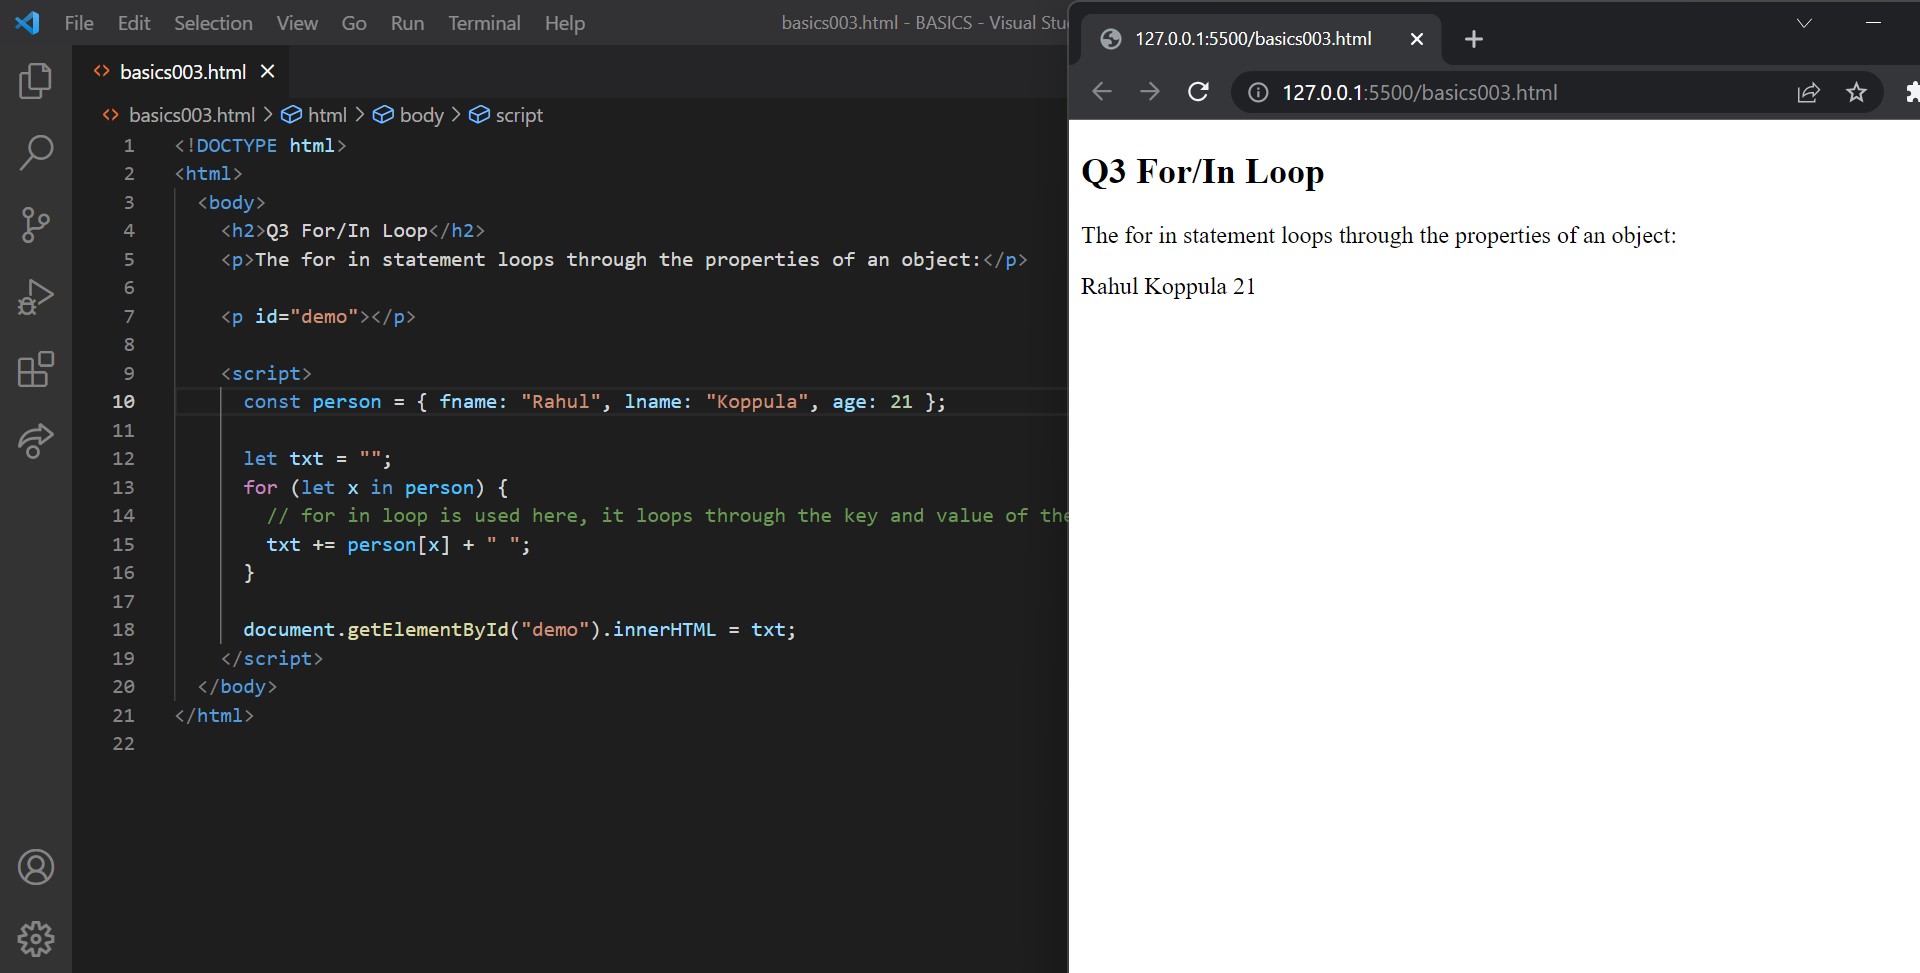 File Edit Selection View Go Run Terminal Help basics003.html - BASICS - Visual Stu
basics003.html
basics003.html > html > body > script
1 <!DOCTYPE html>
2 <html>
3 <body>
4 <h2>Q3 For/In Loop</h2>
5 <p>The for in statement loops through the properties of an object:</p>
6
7 <p id="demo"></p>
8
9 <script>
10 const person = { fname: "Rahul", lname: "Koppula", age: 21 };
11
12 let txt = "";
13 for (let x in person) {
14 // for in loop is used here, it loops through the key and value of the
15 txt += person[x] + " ";
16 }
17
18 document.getElementById("demo").innerHTML = txt;
19 </script>
20 </body>
21 </html>
22
127.0.0.1:5500/basics003.html
127.0.0.1:5500/basics003.html
Q3 For/In Loop
The for in statement loops through the properties of an object:
Rahul Koppula 21